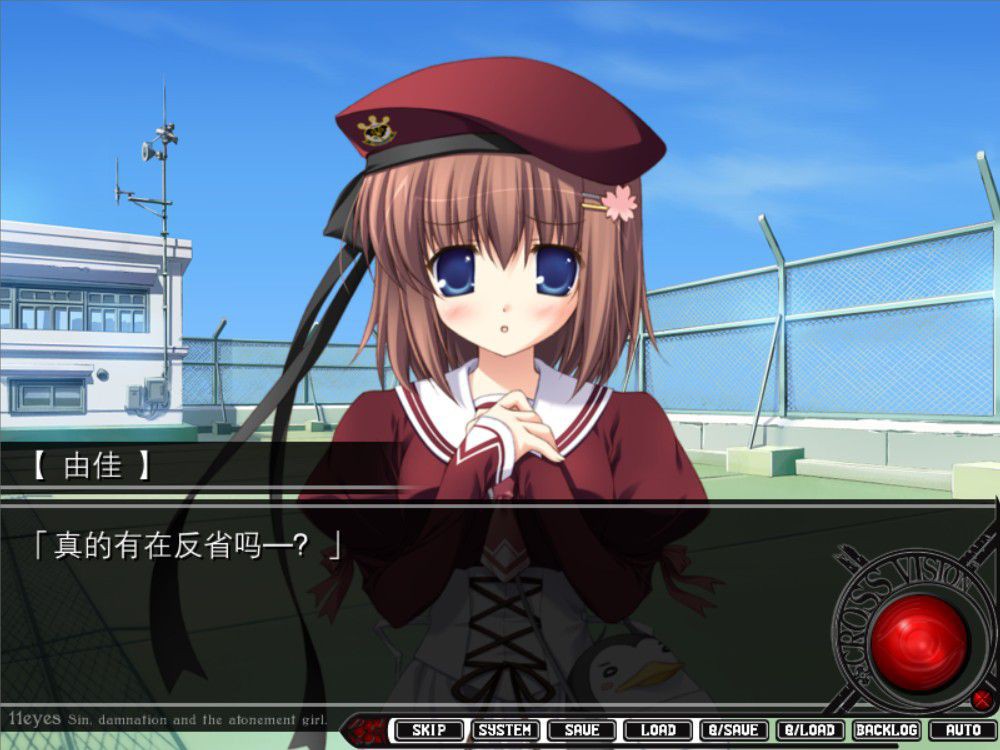 【 由佳 】
「真的有在反省吗—? 」
CROSS VISION
11eyes Sin, damnation and the atonement girl.
SKIP SYSTEM SAVE LOAD Q/SAVE Q/LOAD BACKLOG AUTO